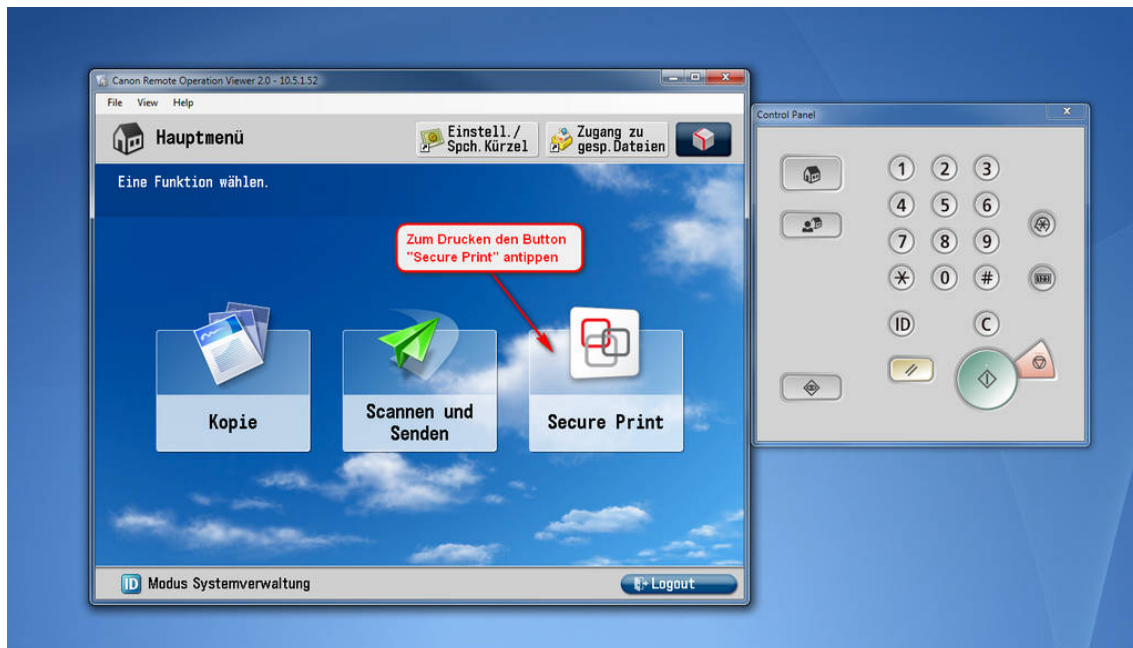 Canon Remote Operation Viewer 2.0 - 10.5.1.52
File View Help
Hauptmenü
Einstell./
Spch.Kürzel
Zugang zu
gesp.Dateien
Eine Funktion wählen.
Zum Drucken den Button
"Secure Print" antippen
Kopie
Scannen und
Senden
Secure Print
ID Modus Systemverwaltung
Logout
Control Panel
1 2 3
4 5 6
7 8 9
* 0 #
ID C